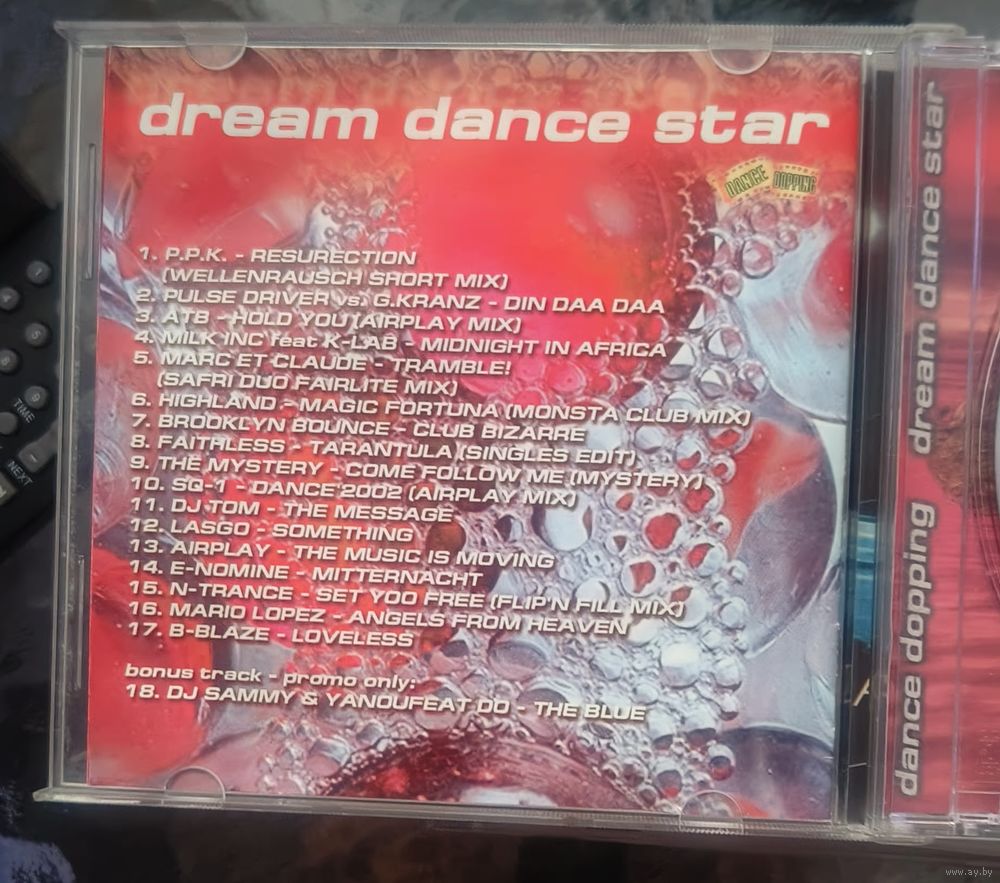 dream dance star
DANCE DOPPING
1. P.P.K. - RESURECTION
(WELLENRAUSCH SHORT MIX)
2. PULSE DRIVER vs. G.KRANZ - DIN DAA DAA
3. ATB - HOLD YOU (AIRPLAY MIX)
4. MILK INC feat K-LAB - MIDNIGHT IN AFRICA
5. MARC ET CLAUDE - TRAMBLE!
(SAFRI DUO FAIRLITE MIX)
6. HIGHLAND - MAGIC FORTUNA (MONSTA CLUB MIX)
7. BROOKLYN BOUNCE - CLUB BIZARRE
8. FAITHLESS - TARANTULA (SINGLES EDIT)
9. THE MYSTERY - COME FOLLOW ME (MYSTERY)
10. SQ-1 - DANCE 2002 (AIRPLAY MIX)
11. DJ TOM - THE MESSAGE
12. LASGO - SOMETHING
13. AIRPLAY - THE MUSIC IS MOVING
14. E-NOMINE - MITTERNACHT
15. N-TRANCE - SET YOO FREE (FLIP'N FILL MIX)
16. MARIO LOPEZ - ANGELS FROM HEAVEN
17. B-BLAZE - LOVELESS
bonus track - promo only:
18. DJ SAMMY & YANOUFEAT DO - THE BLUE
dance dopping dream dance star
TIME
NEXT
www.ay.by